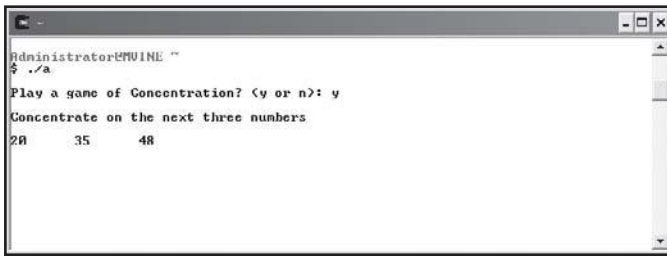 Administrator@MVINE ~
$ ./a
Play a game of Concentration? (y or n): y
Concentrate on the next three numbers
20 35 48